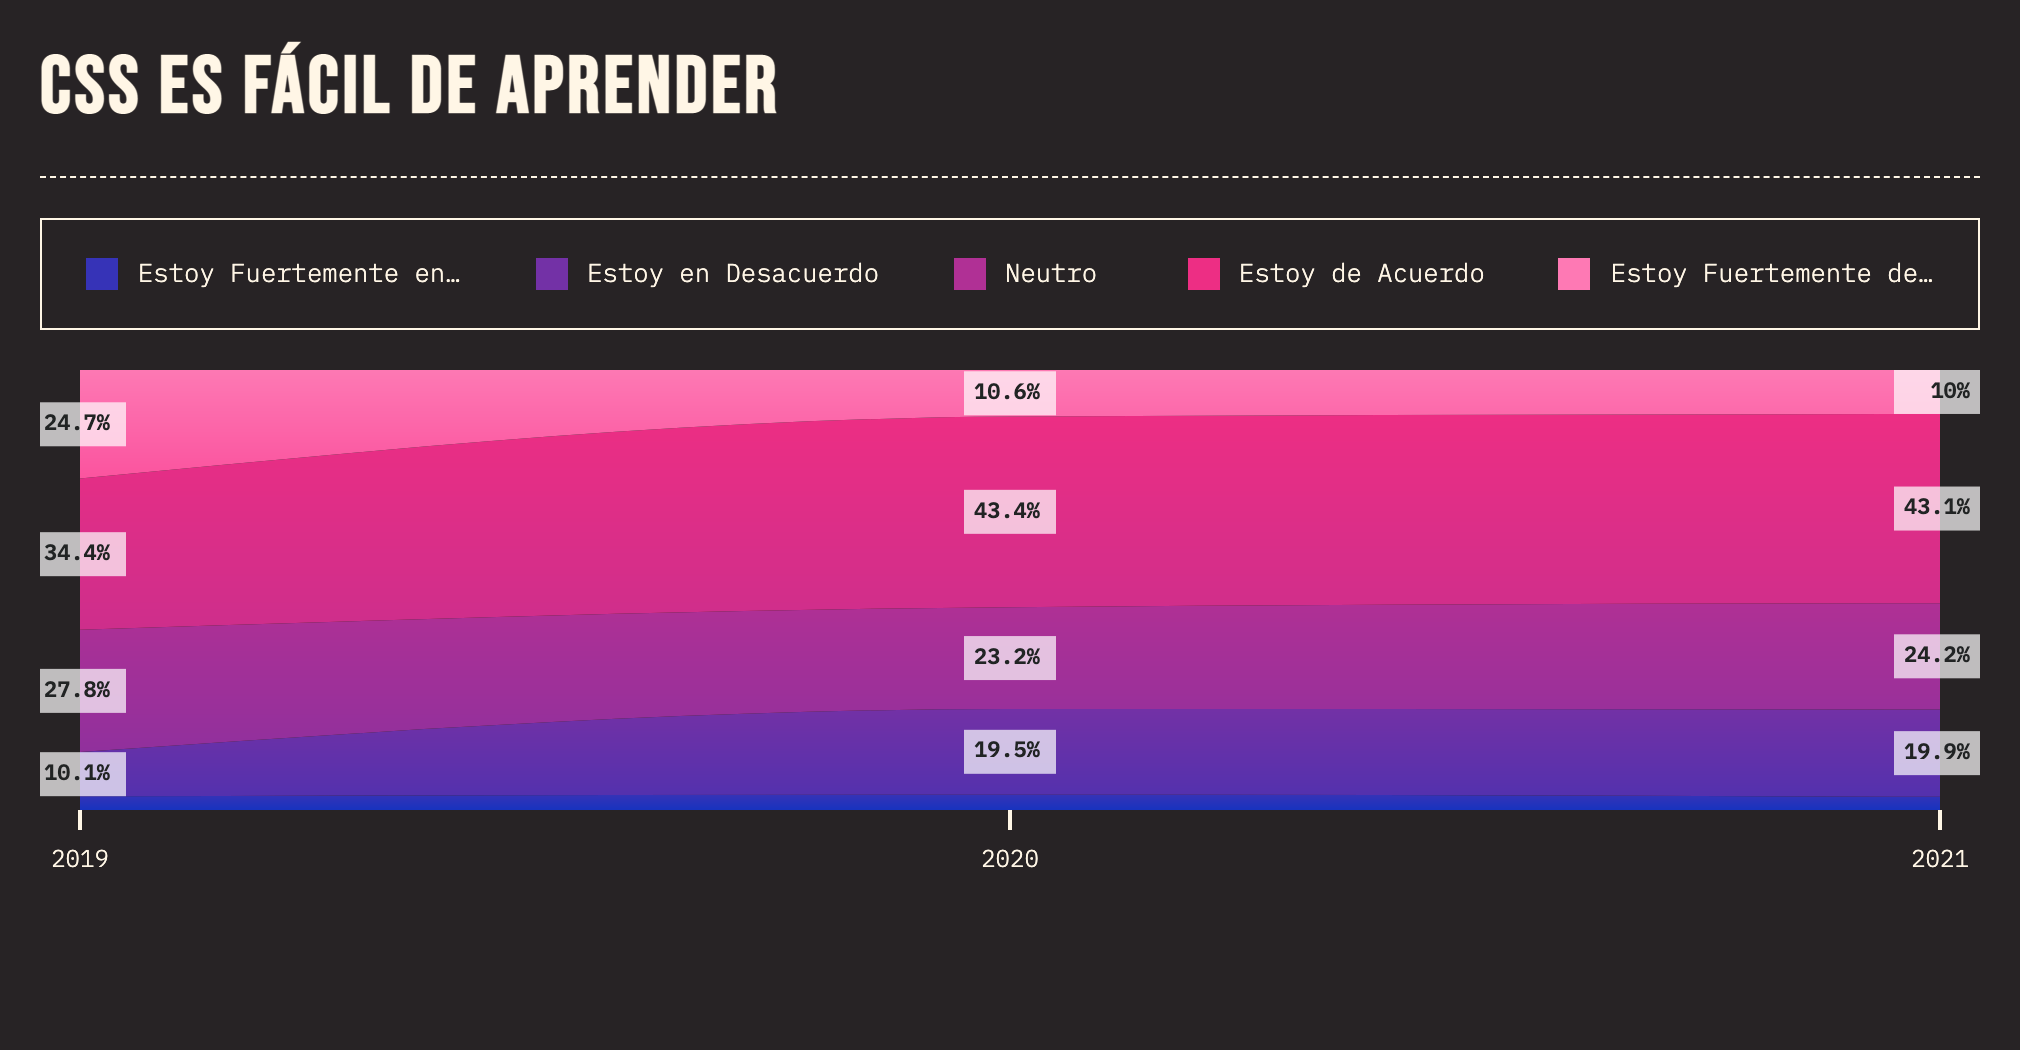 CSS ES FÁCIL DE APRENDER
Estoy Fuertemente en…
Estoy en Desacuerdo
Neutro
Estoy de Acuerdo
Estoy Fuertemente de…
24.7%
10.6%
10%
34.4%
43.4%
43.1%
27.8%
23.2%
24.2%
10.1%
19.5%
19.9%
2019
2020
2021